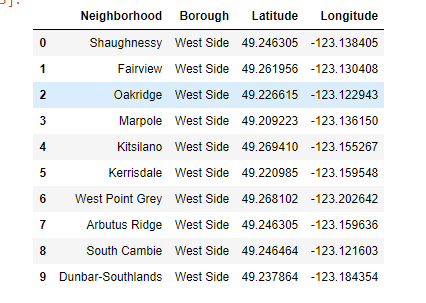 ]:
Neighborhood Borough Latitude Longitude
0 Shaughnessy West Side 49.246305 -123.138405
1 Fairview West Side 49.261956 -123.130408
2 Oakridge West Side 49.226615 -123.122943
3 Marpole West Side 49.209223 -123.136150
4 Kitsilano West Side 49.269410 -123.155267
5 Kerrisdale West Side 49.220985 -123.159548
6 West Point Grey West Side 49.268102 -123.202642
7 Arbutus Ridge West Side 49.246305 -123.159636
8 South Cambie West Side 49.246464 -123.121603
9 Dunbar-Southlands West Side 49.237864 -123.184354